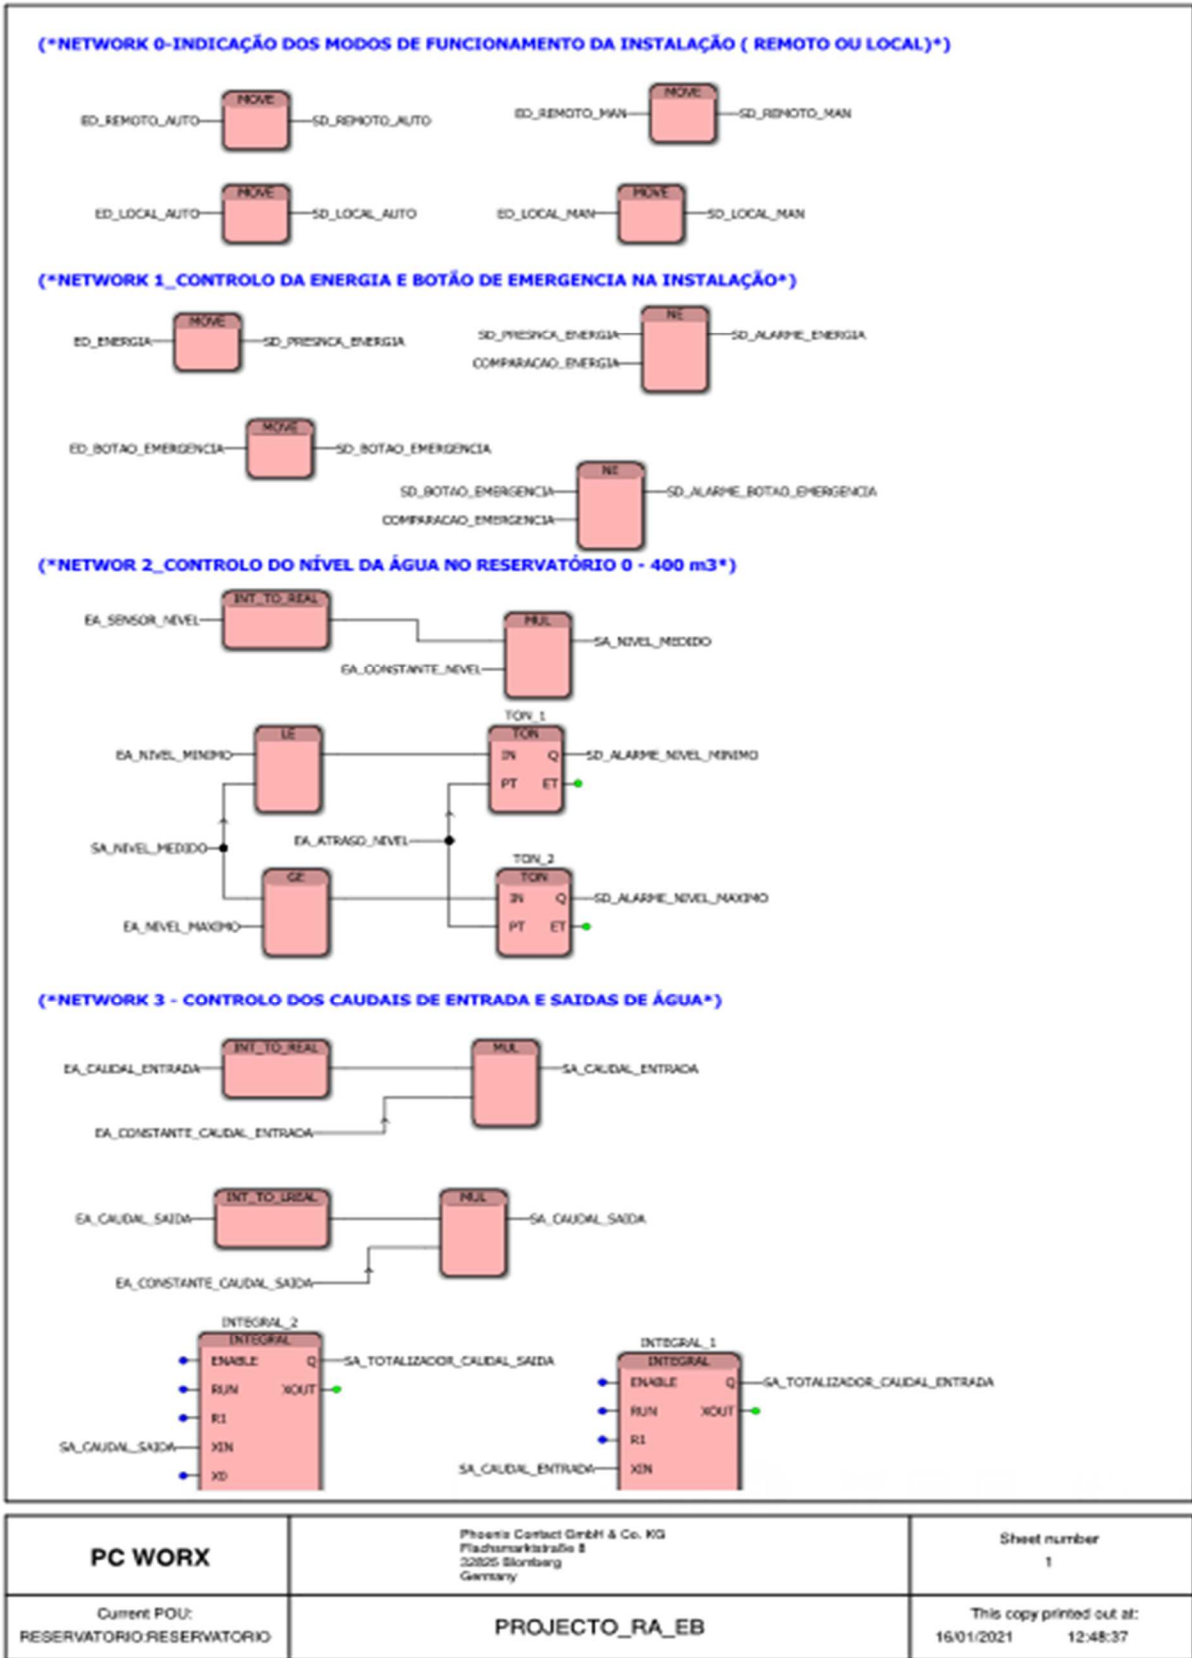 (*NETWORK 0-INDICAÇÃO DOS MODOS DE FUNCIONAMENTO DA INSTALAÇÃO ( REMOTO OU LOCAL)*)
MOVE
ED_REMOTO_AUTO SD_REMOTO_AUTO
MOVE
ED_REMOTO_MAN SD_REMOTO_MAN
MOVE
ED_LOCAL_AUTO SD_LOCAL_AUTO
MOVE
ED_LOCAL_MAN SD_LOCAL_MAN
(*NETWORK 1_CONTROLO DA ENERGIA E BOTÃO DE EMERGENCIA NA INSTALAÇÃO*)
MOVE
ED_ENERGIA SD_PRESNCA_ENERGIA
NE
SD_PRESNCA_ENERGIA SD_ALARME_ENERGIA
COMPARACAO_ENERGIA
MOVE
ED_BOTAO_EMERGENCIA SD_BOTAO_EMERGENCIA
NE
SD_BOTAO_EMERGENCIA SD_ALARME_BOTAO_EMERGENCIA
COMPARACAO_EMERGENCIA
(*NETWOR 2_CONTROLO DO NÍVEL DA ÁGUA NO RESERVATÓRIO 0 - 400 m3*)
INT_TO_REAL
EA_SENSOR_NIVEL
MUL
SA_NIVEL_MEDIDO
EA_CONSTANTE_NIVEL
TON_1
LE
TON
EA_NIVEL_MINIMO
IN Q SD_ALARME_NIVEL_MINIMO
PT ET
EA_ATRASO_NIVEL
SA_NIVEL_MEDIDO
TON_2
GE
TON
IN Q SD_ALARME_NIVEL_MAXIMO
EA_NIVEL_MAXIMO
PT ET
(*NETWORK 3 - CONTROLO DOS CAUDAIS DE ENTRADA E SAIDAS DE ÁGUA*)
INT_TO_REAL
MUL
EA_CAUDAL_ENTRADA SA_CAUDAL_ENTRADA
EA_CONSTANTE_CAUDAL_ENTRADA
INT_TO_LREAL
MUL
EA_CAUDAL_SAIDA SA_CAUDAL_SAIDA
EA_CONSTANTE_CAUDAL_SAIDA
INTEGRAL_2
INTEGRAL
ENABLE Q SA_TOTALIZADOR_CAUDAL_SAIDA
RUN XOUT
R1
SA_CAUDAL_SAIDA XIN
X0
INTEGRAL_1
INTEGRAL
ENABLE Q SA_TOTALIZADOR_CAUDAL_ENTRADA
RUN XOUT
R1
SA_CAUDAL_ENTRADA XIN
PC WORX
Phoenix Contact GmbH & Co. KG
Flachsmarktstraße 8
32825 Blomberg
Germany
Sheet number
1
Current POU:
RESERVATORIO:RESERVATORIO
PROJECTO_RA_EB
This copy printed out at:
16/01/2021 12:48:37